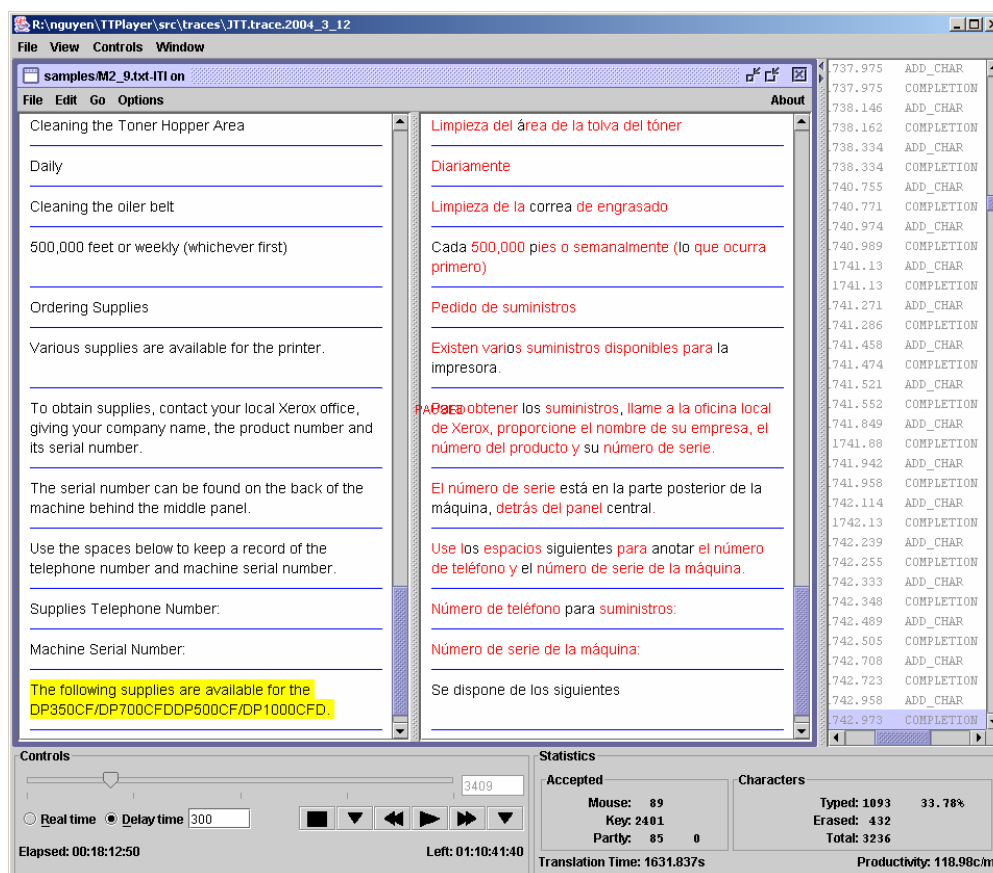 R:\nguyen\TTPlayer\src\traces\JTT.trace.2004_3_12
File View Controls Window
samples/M2_9.txt-ITI on
File Edit Go Options About
Cleaning the Toner Hopper Area
Daily
Cleaning the oiler belt
500,000 feet or weekly (whichever first)
Ordering Supplies
Various supplies are available for the printer.
To obtain supplies, contact your local Xerox office,
giving your company name, the product number and
its serial number.
The serial number can be found on the back of the
machine behind the middle panel.
Use the spaces below to keep a record of the
telephone number and machine serial number.
Supplies Telephone Number:
Machine Serial Number:
The following supplies are available for the
DP350CF/DP700CFDDP500CF/DP1000CFD.
Limpieza del área de la tolva del tóner
Diariamente
Limpieza de la correa de engrasado
Cada 500,000 pies o semanalmente (lo que ocurra
primero)
Pedido de suministros
Existen varios suministros disponibles para la
impresora.
PAUSED
Para obtener los suministros, llame a la oficina local
de Xerox, proporcione el nombre de su empresa, el
número del producto y su número de serie.
El número de serie está en la parte posterior de la
máquina, detrás del panel central.
Use los espacios siguientes para anotar el número
de teléfono y el número de serie de la máquina.
Número de teléfono para suministros:
Número de serie de la máquina:
Se dispone de los siguientes
.737.975 ADD_CHAR
.737.975 COMPLETION
.738.146 ADD_CHAR
.738.162 COMPLETION
.738.334 ADD_CHAR
.738.334 COMPLETION
.740.755 ADD_CHAR
.740.771 COMPLETION
.740.974 ADD_CHAR
.740.989 COMPLETION
1741.13 ADD_CHAR
1741.13 COMPLETION
.741.271 ADD_CHAR
.741.286 COMPLETION
.741.458 ADD_CHAR
.741.474 COMPLETION
.741.521 ADD_CHAR
.741.552 COMPLETION
.741.849 ADD_CHAR
1741.88 COMPLETION
.741.942 ADD_CHAR
.741.958 COMPLETION
.742.114 ADD_CHAR
1742.13 COMPLETION
.742.239 ADD_CHAR
.742.255 COMPLETION
.742.333 ADD_CHAR
.742.348 COMPLETION
.742.489 ADD_CHAR
.742.505 COMPLETION
.742.708 ADD_CHAR
.742.723 COMPLETION
.742.958 ADD_CHAR
.742.973 COMPLETION
Controls
3409
Real time Delay time 300
Elapsed: 00:18:12:50 Left: 01:10:41:40
Statistics
Accepted
Mouse: 89
Key: 2401
Partly: 85 0
Characters
Typed: 1093 33.78%
Erased: 432
Total: 3236
Translation Time: 1631.837s Productivity: 118.98c/m